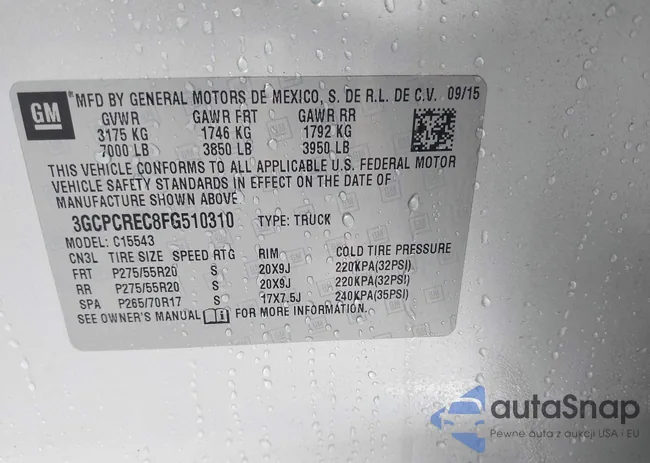 GM
*MFD BY GENERAL MOTORS DE MEXICO, S. DE R.L. DE C.V. 09/15
GVWR GAWR FRT GAWR RR
3175 KG 1746 KG 1792 KG
7000 LB 3850 LB 3950 LB
THIS VEHICLE CONFORMS TO ALL APPLICABLE U.S. FEDERAL MOTOR
VEHICLE SAFETY STANDARDS IN EFFECT ON THE DATE OF
MANUFACTURE SHOWN ABOVE
3GCPCREC8FG510310 TYPE: TRUCK
MODEL: C15543
CN3L TIRE SIZE SPEED RTG RIM COLD TIRE PRESSURE
FRT P275/55R20 S 20X9J 220KPA(32PSI)
RR P275/55R20 S 20X9J 220KPA(32PSI)
SPA P265/70R17 S 17X7.5J 240KPA(35PSI)
SEE OWNER'S MANUAL FOR MORE INFORMATION.
autaSnap
Pewne auta z aukcji USA i EU